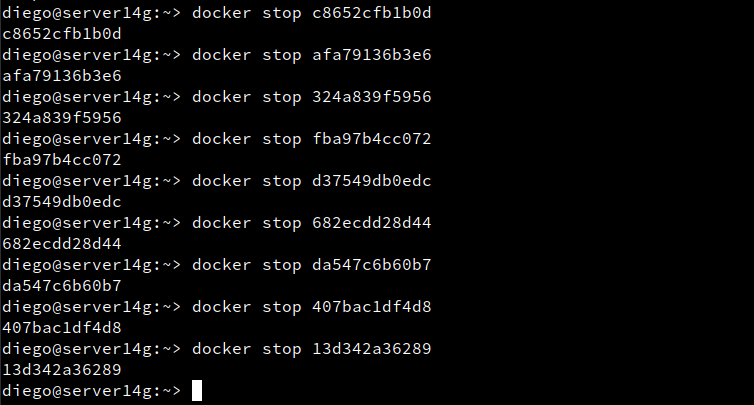 diego@server14g:~> docker stop c8652cfb1b0d
c8652cfb1b0d
diego@server14g:~> docker stop afa79136b3e6
afa79136b3e6
diego@server14g:~> docker stop 324a839f5956
324a839f5956
diego@server14g:~> docker stop fba97b4cc072
fba97b4cc072
diego@server14g:~> docker stop d37549db0edc
d37549db0edc
diego@server14g:~> docker stop 682ecdd28d44
682ecdd28d44
diego@server14g:~> docker stop da547c6b60b7
da547c6b60b7
diego@server14g:~> docker stop 407bac1df4d8
407bac1df4d8
diego@server14g:~> docker stop 13d342a36289
13d342a36289
diego@server14g:~>